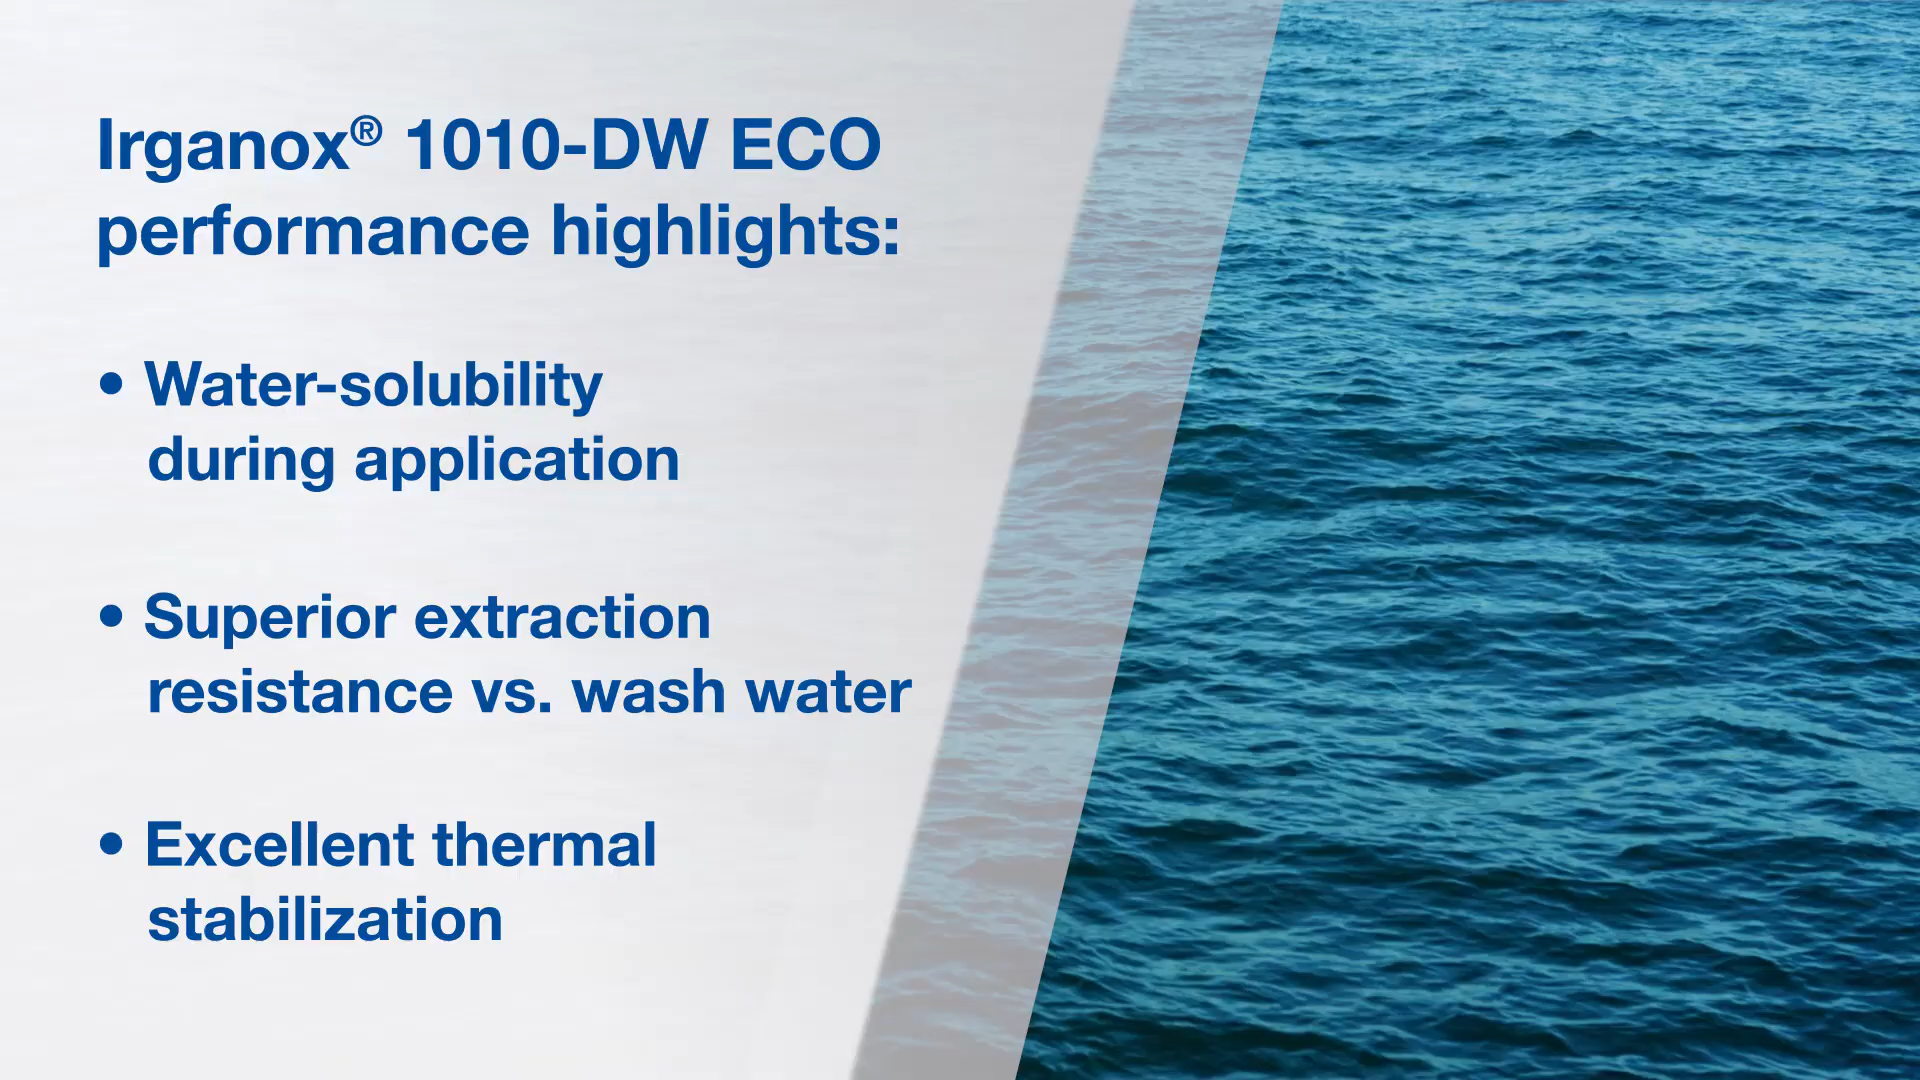 Irganox® 1010-DW ECO
performance highlights:
• Water-solubility
during application
• Superior extraction
resistance vs. wash water
• Excellent thermal
stabilization